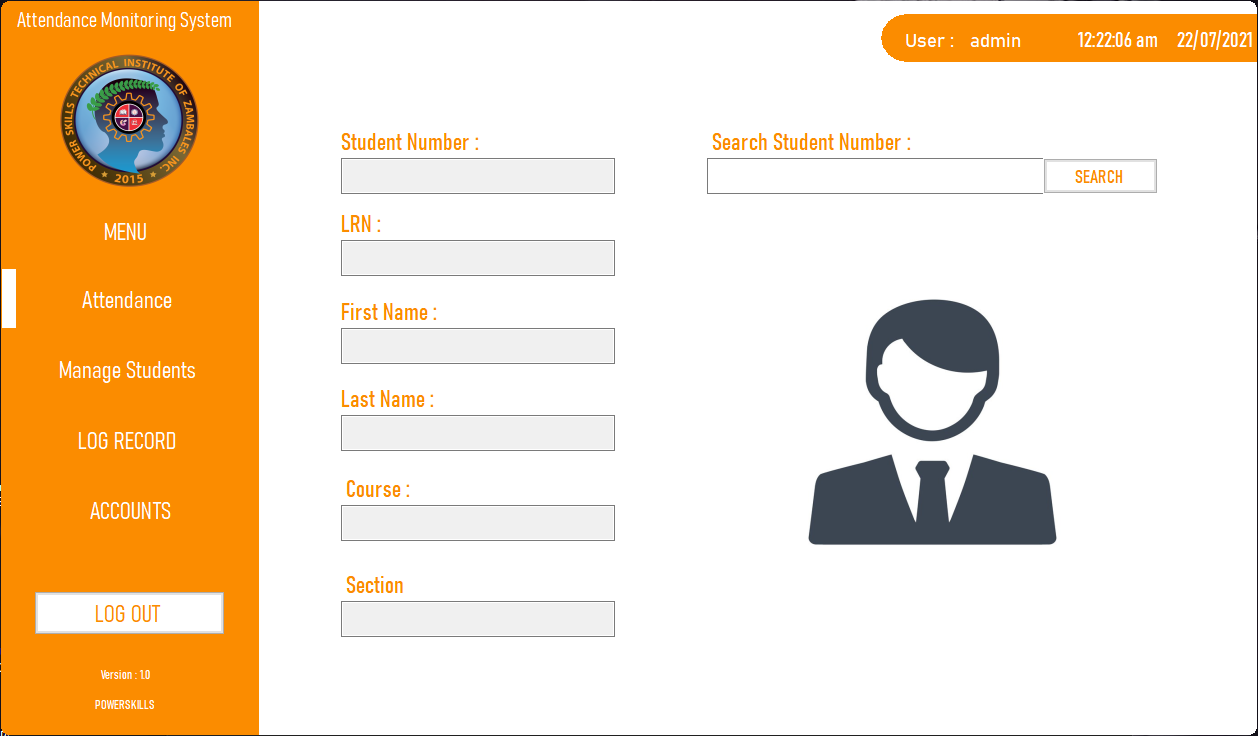 Attendance Monitoring System
POWER SKILLS TECHNICAL INSTITUTE OF ZAMBALES INC.
★ 2015 ★
MENU
Attendance
Manage Students
LOG RECORD
ACCOUNTS
LOG OUT
Version : 1.0
POWERSKILLS
User : admin 12:22:06 am 22/07/2021
Student Number :
LRN :
First Name :
Last Name :
Course :
Section
Search Student Number :
SEARCH